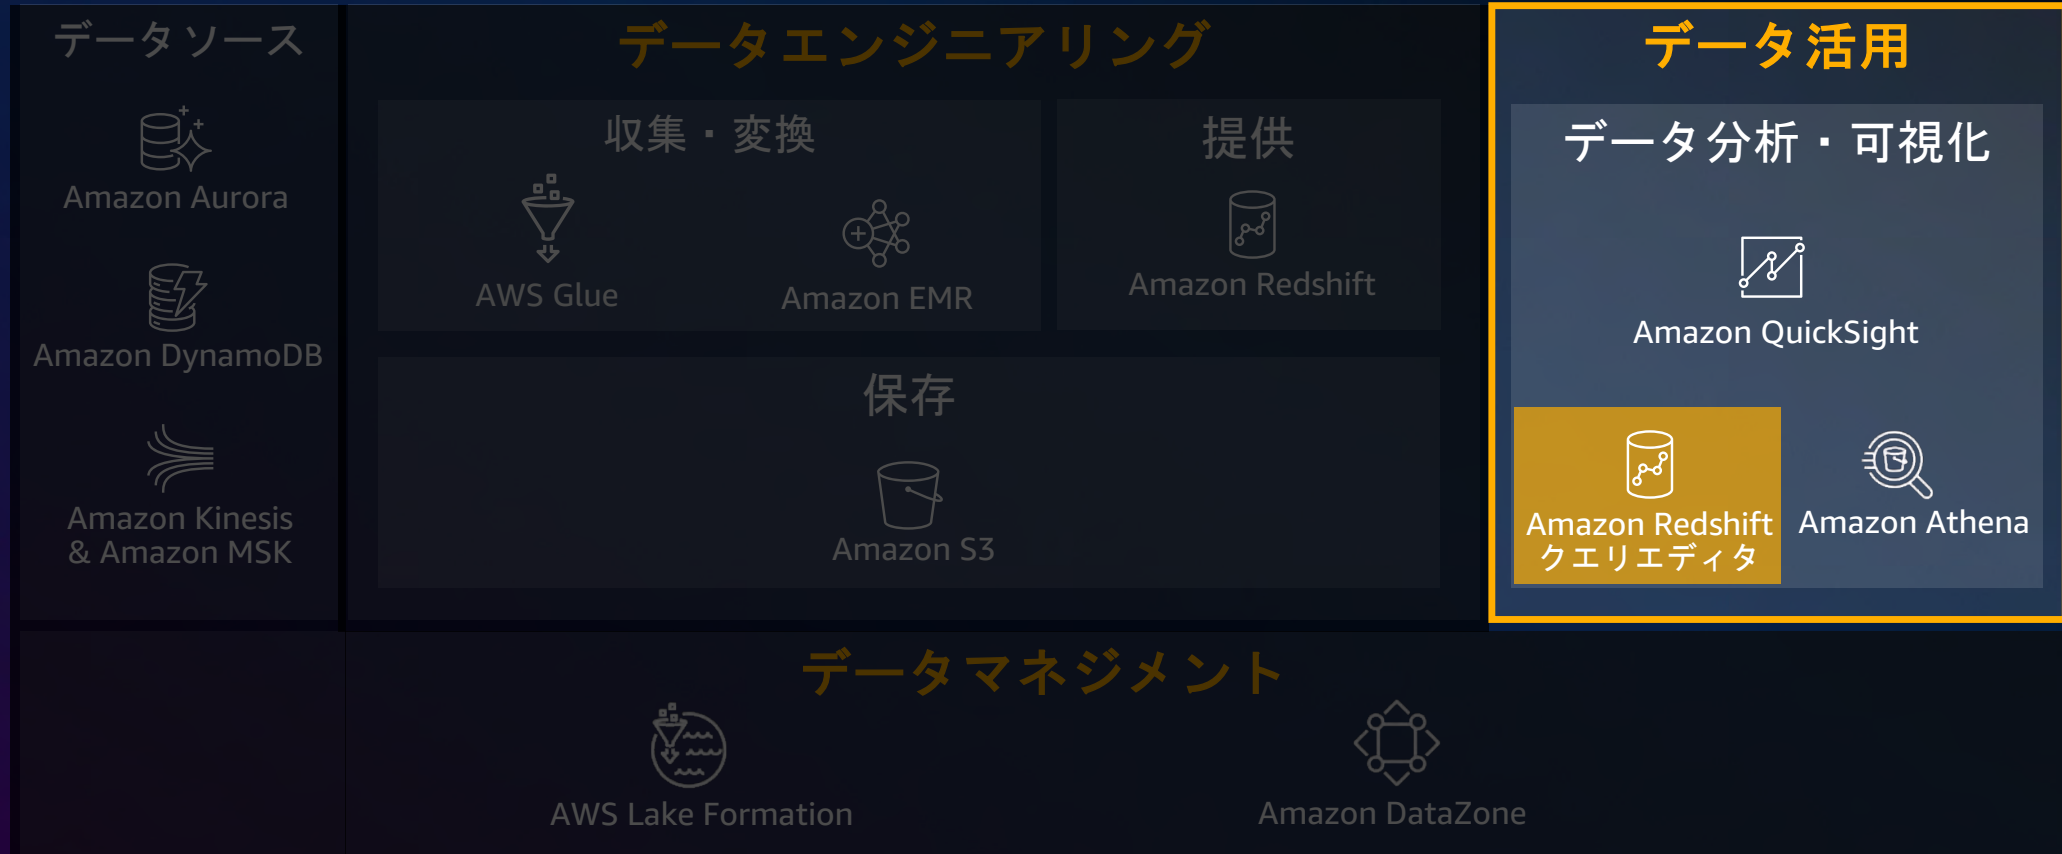 データソース
Amazon Aurora
Amazon DynamoDB
Amazon Kinesis
& Amazon MSK
データエンジニアリング
収集・変換
AWS Glue
Amazon EMR
提供
Amazon Redshift
保存
Amazon S3
データ活用
データ分析・可視化
Amazon QuickSight
Amazon Redshift
クエリエディタ
Amazon Athena
データマネジメント
AWS Lake Formation
Amazon DataZone